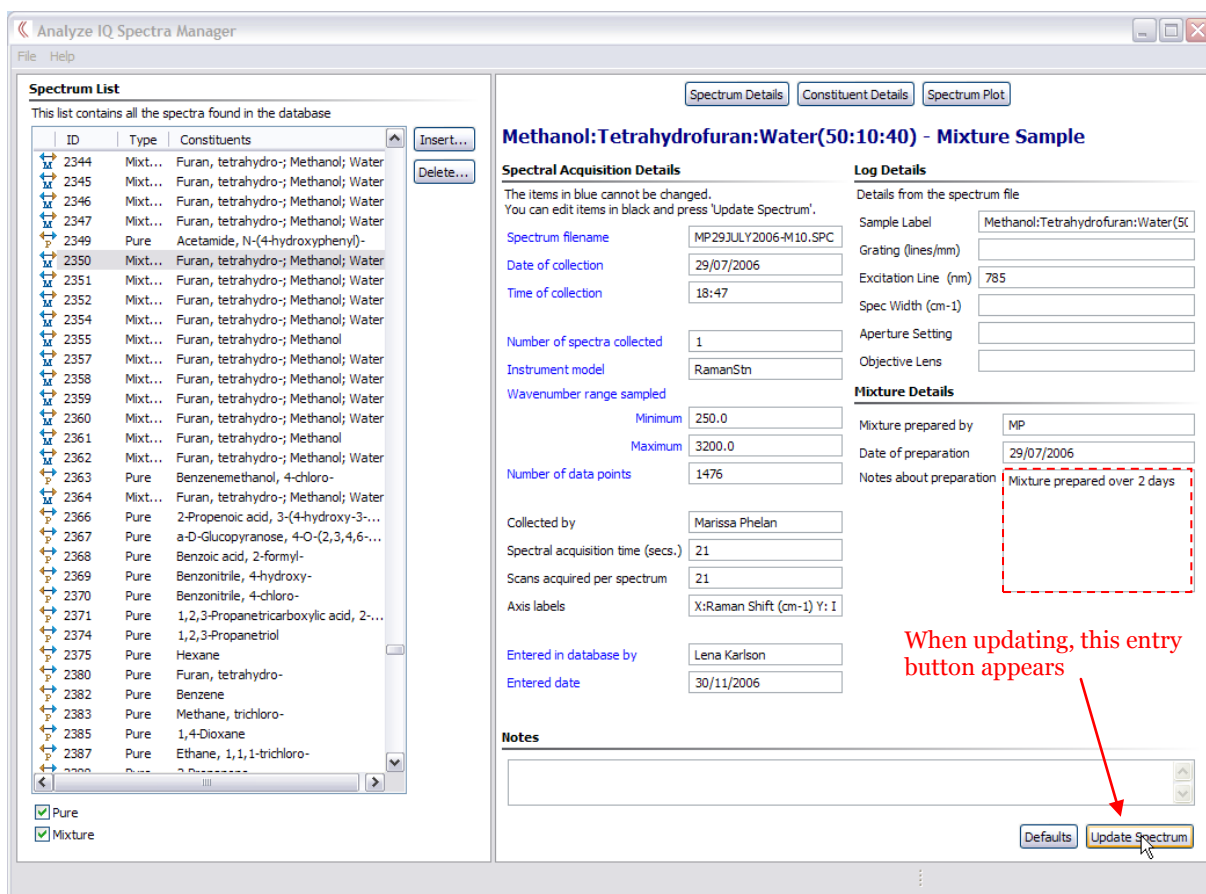 Analyze IQ Spectra Manager
File Help
Spectrum List
This list contains all the spectra found in the database
ID Type Constituents
2344 Mixt... Furan, tetrahydro-; Methanol; Water
2345 Mixt... Furan, tetrahydro-; Methanol; Water
2346 Mixt... Furan, tetrahydro-; Methanol; Water
2347 Mixt... Furan, tetrahydro-; Methanol; Water
2349 Pure Acetamide, N-(4-hydroxyphenyl)-
2350 Mixt... Furan, tetrahydro-; Methanol; Water
2351 Mixt... Furan, tetrahydro-; Methanol; Water
2352 Mixt... Furan, tetrahydro-; Methanol; Water
2354 Mixt... Furan, tetrahydro-; Methanol; Water
2355 Mixt... Furan, tetrahydro-; Methanol
2357 Mixt... Furan, tetrahydro-; Methanol; Water
2358 Mixt... Furan, tetrahydro-; Methanol; Water
2359 Mixt... Furan, tetrahydro-; Methanol; Water
2360 Mixt... Furan, tetrahydro-; Methanol; Water
2361 Mixt... Furan, tetrahydro-; Methanol
2362 Mixt... Furan, tetrahydro-; Methanol; Water
2363 Pure Benzenemethanol, 4-chloro-
2364 Mixt... Furan, tetrahydro-; Methanol; Water
2366 Pure 2-Propenoic acid, 3-(4-hydroxy-3-...
2367 Pure a-D-Glucopyranose, 4-O-(2,3,4,6-...
2368 Pure Benzoic acid, 2-formyl-
2369 Pure Benzonitrile, 4-hydroxy-
2370 Pure Benzonitrile, 4-chloro-
2371 Pure 1,2,3-Propanetricarboxylic acid, 2-...
2374 Pure 1,2,3-Propanetriol
2375 Pure Hexane
2380 Pure Furan, tetrahydro-
2382 Pure Benzene
2383 Pure Methane, trichloro-
2385 Pure 1,4-Dioxane
2387 Pure Ethane, 1,1,1-trichloro-
Insert...
Delete...
Pure
Mixture
Spectrum Details Constituent Details Spectrum Plot
Methanol:Tetrahydrofuran:Water(50:10:40) - Mixture Sample
Spectral Acquisition Details
The items in blue cannot be changed.
You can edit items in black and press 'Update Spectrum'.
Spectrum filename MP29JULY2006-M10.SPC
Date of collection 29/07/2006
Time of collection 18:47
Number of spectra collected 1
Instrument model RamanStn
Wavenumber range sampled
Minimum 250.0
Maximum 3200.0
Number of data points 1476
Collected by Marissa Phelan
Spectral acquisition time (secs.) 21
Scans acquired per spectrum 21
Axis labels X:Raman Shift (cm-1) Y: I
Entered in database by Lena Karlson
Entered date 30/11/2006
Log Details
Details from the spectrum file
Sample Label Methanol:Tetrahydrofuran:Water(50
Grating (lines/mm)
Excitation Line (nm) 785
Spec Width (cm-1)
Aperture Setting
Objective Lens
Mixture Details
Mixture prepared by MP
Date of preparation 29/07/2006
Notes about preparation Mixture prepared over 2 days
When updating, this entry
button appears
Notes
Defaults Update Spectrum